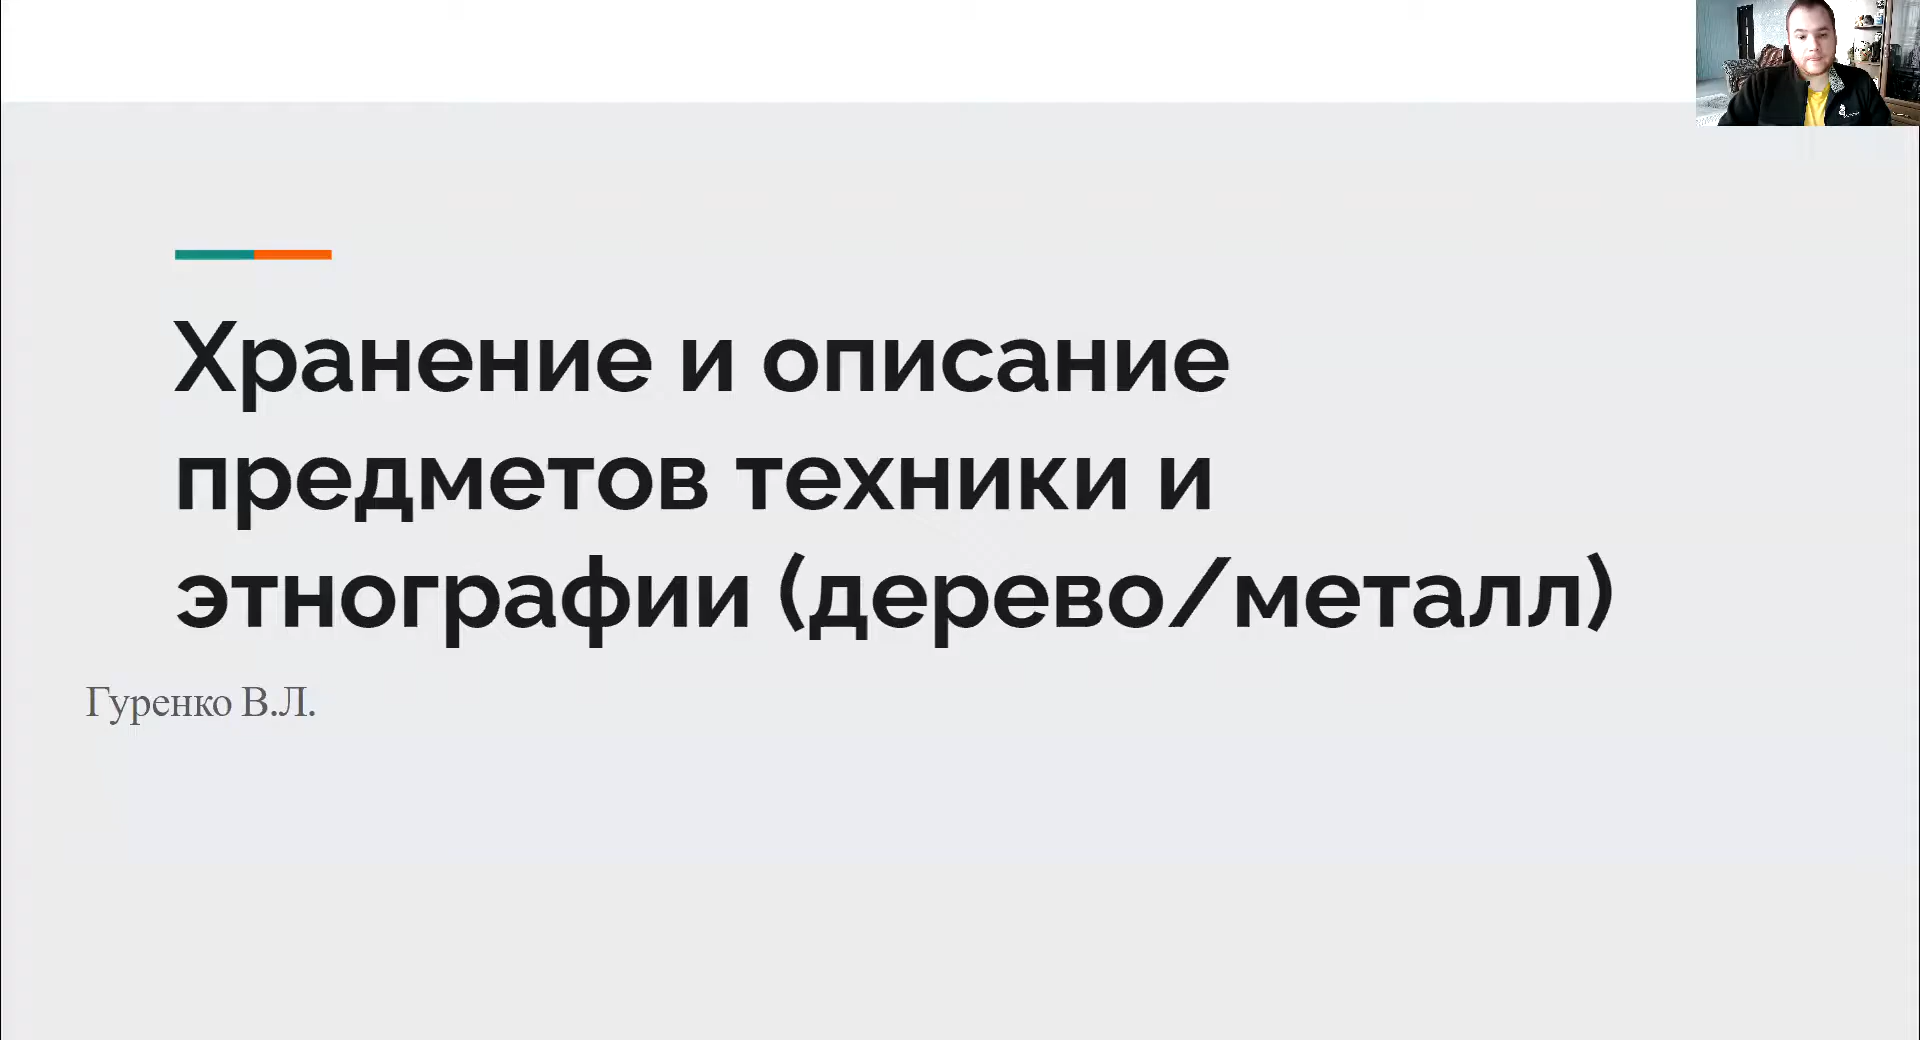 Хранение и описание
предметов техники и
этнографии (дерево/металл)
Гуренко В.Л.